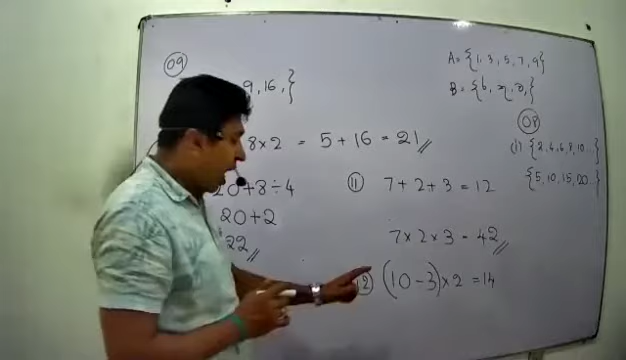 09
9, 16, }
A = {1, 3, 5, 7, 9}
B = {b, n, o, }
08
8 × 2 = 5 + 16 = 21 //
(1) {2, 4, 6, 8, 10...}
{5, 10, 15, 20...}
20 + 8 ÷ 4
20 + 2
22 //
11 7 + 2 + 3 = 12
7 × 2 × 3 = 42 //
12 (10 - 3) × 2 = 14